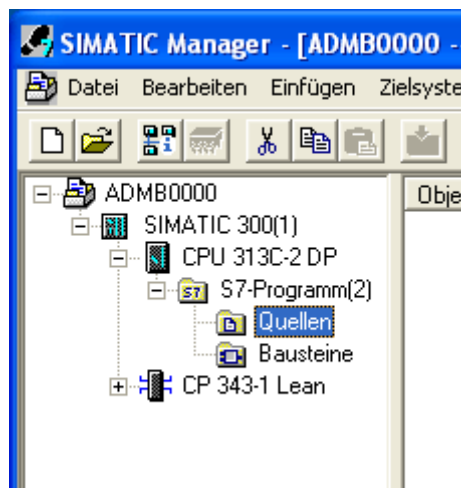 SIMATIC Manager - [ADMB0000 -
Datei Bearbeiten Einfügen Zielsyste
ADMB0000
Obje
SIMATIC 300(1)
CPU 313C-2 DP
S7-Programm(2)
Quellen
Bausteine
CP 343-1 Lean